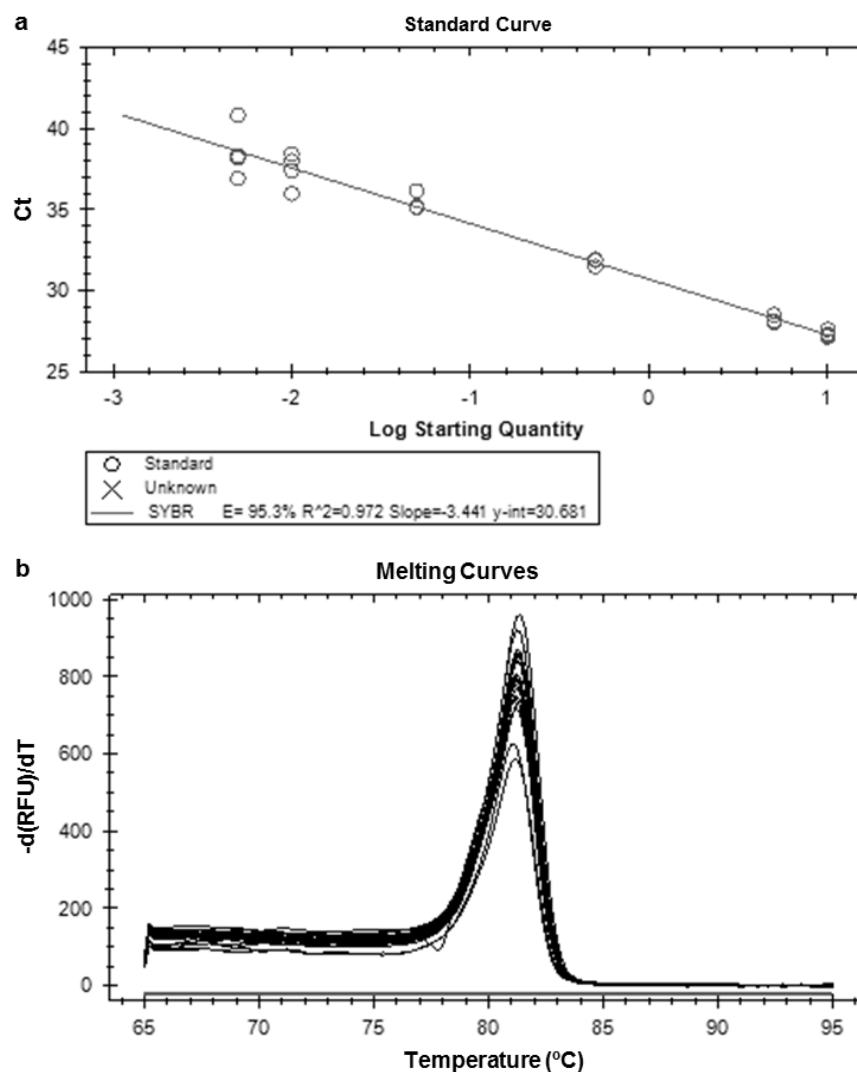 a
Standard Curve
45
40
35
30
25
Ct
-3 -2 -1 0 1
Log Starting Quantity
Standard
Unknown
SYBR E= 95.3% R^2=0.972 Slope=-3.441 y-int=30.681
b
Melting Curves
1000
800
600
400
200
0
-d(RFU)/dT
65 70 75 80 85 90 95
Temperature (ºC)